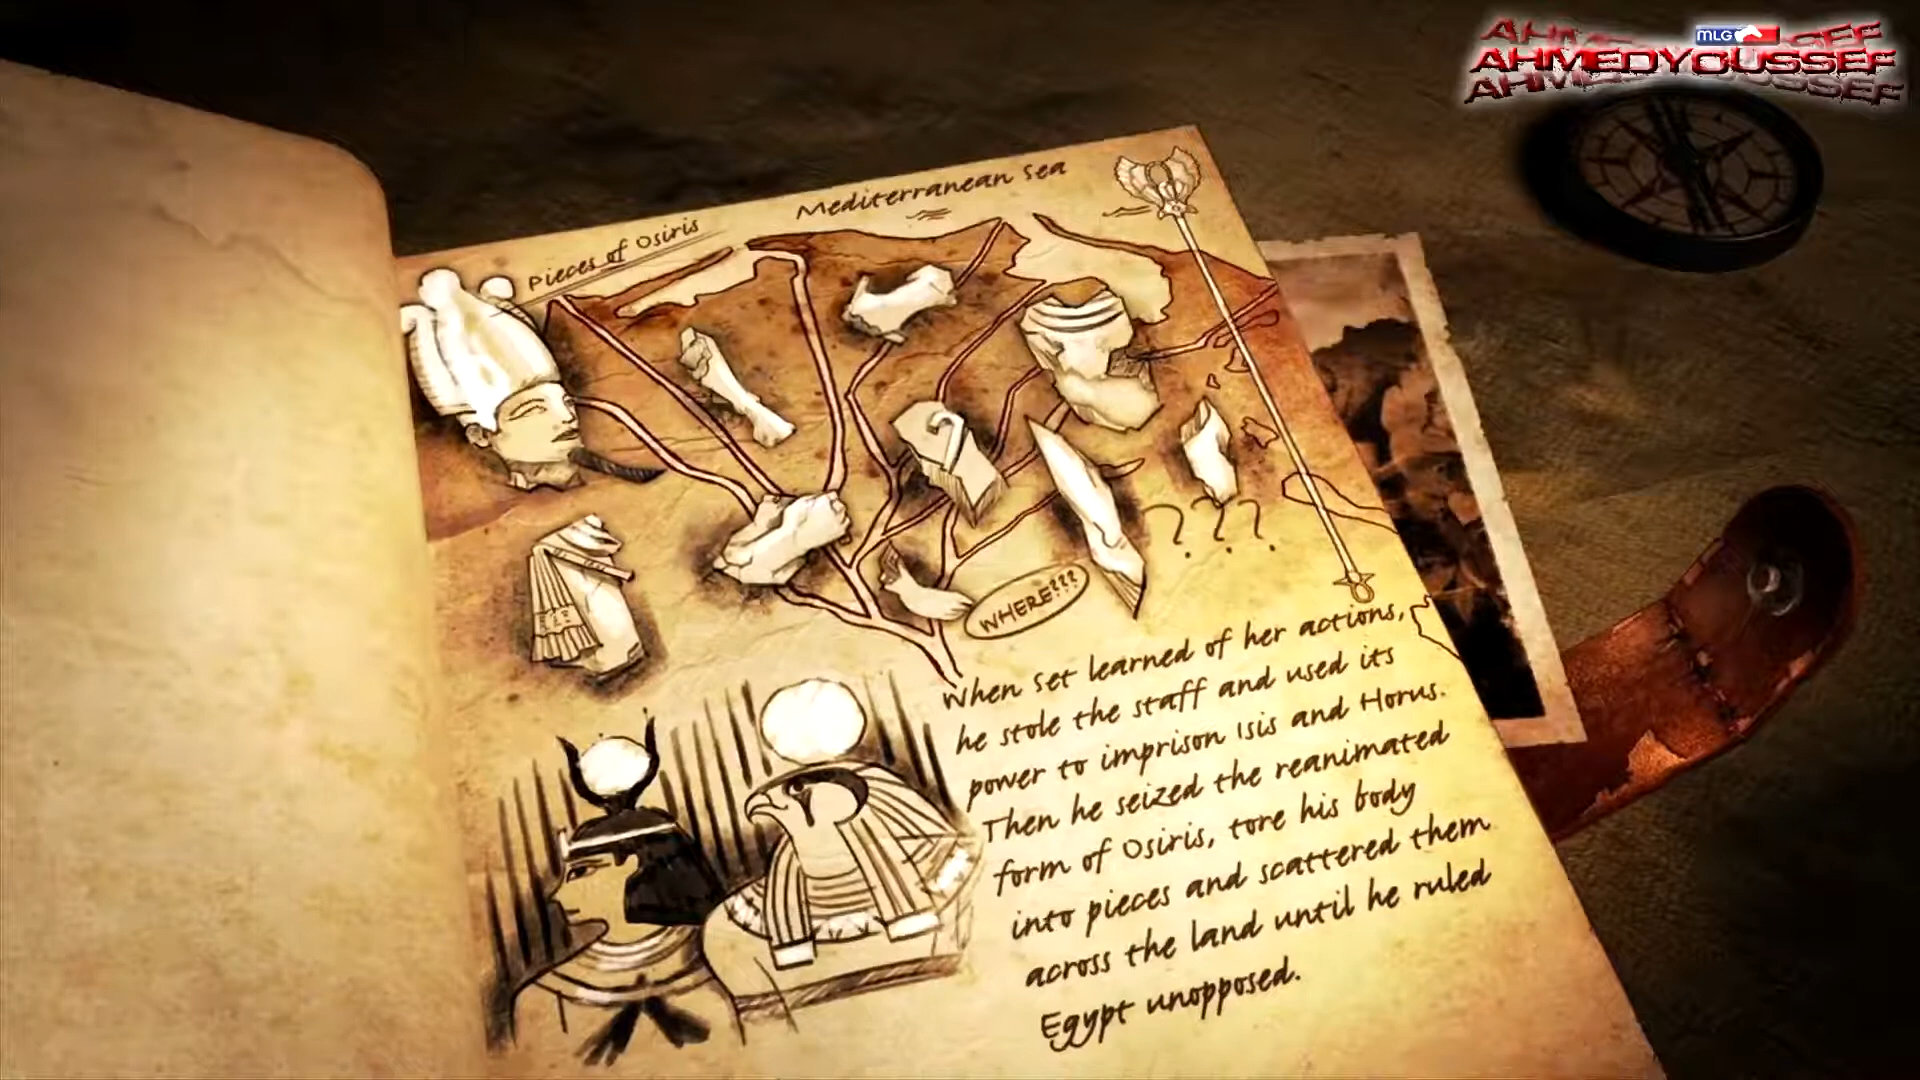 AHMEDYOUSSEF
MLG
Mediterranean Sea
Pieces of Osiris
???
WHERE???
When Set learned of her actions,
he stole the staff and used its
power to imprison Isis and Horus.
Then he seized the reanimated
form of Osiris, tore his body
into pieces and scattered them
across the land until he ruled
Egypt unopposed.